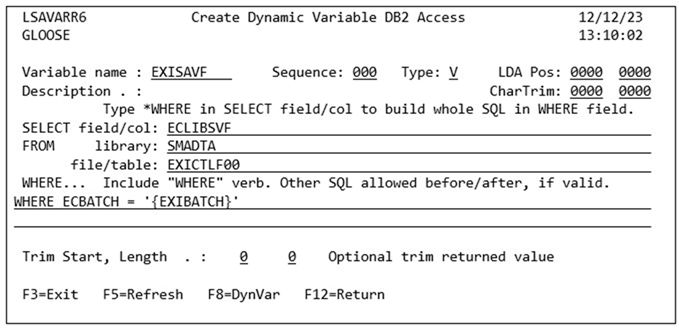 LSAVARR6 Create Dynamic Variable DB2 Access 12/12/23
GLOOSE 13:10:02
Variable name : EXISAVF Sequence: 000 Type: V LDA Pos: 0000 0000
Description . : CharTrim: 0000 0000
Type *WHERE in SELECT field/col to build whole SQL in WHERE field.
SELECT field/col: ECLIBSVF
FROM library: SMADTA
file/table: EXICTLF00
WHERE... Include "WHERE" verb. Other SQL allowed before/after, if valid.
WHERE ECBATCH = '{EXIBATCH}'
Trim Start, Length . : 0 0 Optional trim returned value
F3=Exit F5=Refresh F8=DynVar F12=Return